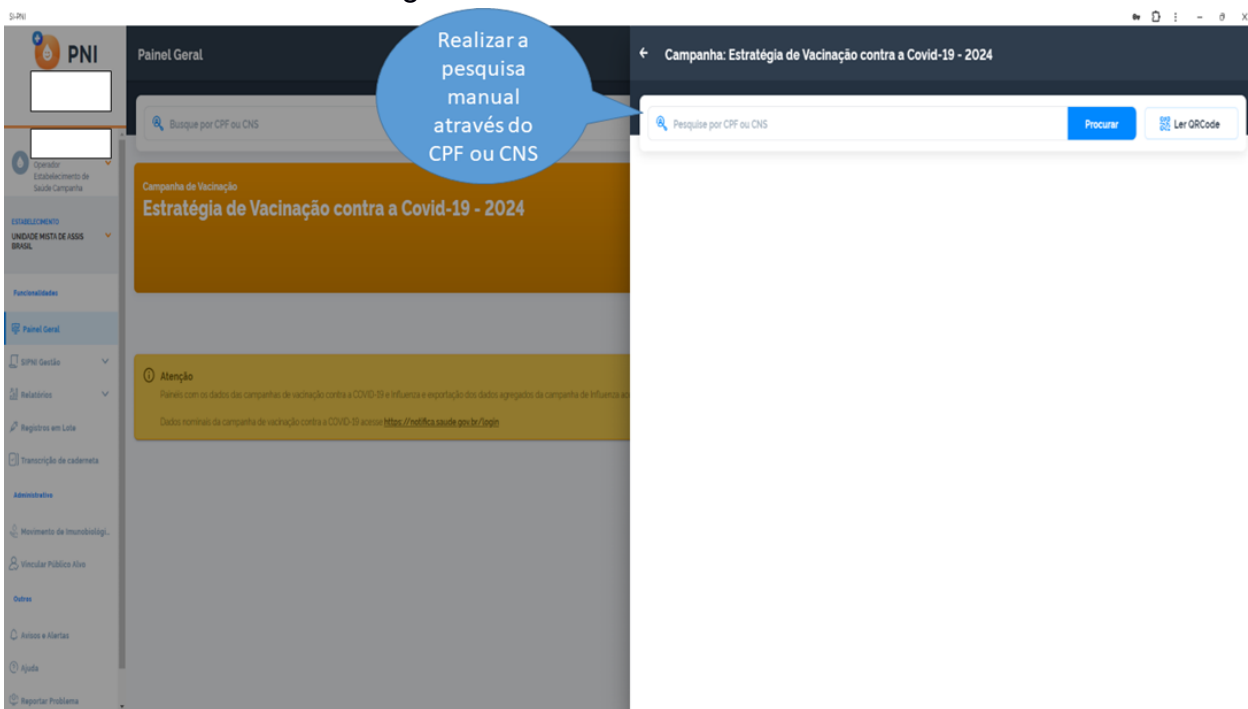 SI-PNI
PNI
Operador
Estabelecimento de
Saúde Campanha
ESTABELECIMENTO
UNIDADE MISTA DE ASSIS
BRASIL
Funcionalidades
Painel Geral
SIPNI Gestão
Relatórios
Registros em Lote
Transcrição de caderneta
Administrativo
Movimento de Imunobiológi..
Vincular Público Alvo
Outros
Avisos e Alertas
Ajuda
Reportar Problema
Painel Geral
Busque por CPF ou CNS
Campanha de Vacinação
Estratégia de Vacinação contra a Covid-19 - 2024
Atenção
Paineis com os dados das campanhas de vacinação contra a COVID-19 e Influenza e exportação dos dados agregados da campanha de Influenza ac
Dados nominais da campanha de vacinação contra a COVID-19 acesse https://notifica.saude.gov.br/login
Realizar a
pesquisa
manual
através do
CPF ou CNS
Campanha: Estratégia de Vacinação contra a Covid-19 - 2024
Pesquise por CPF ou CNS
Procurar
Ler QRCode